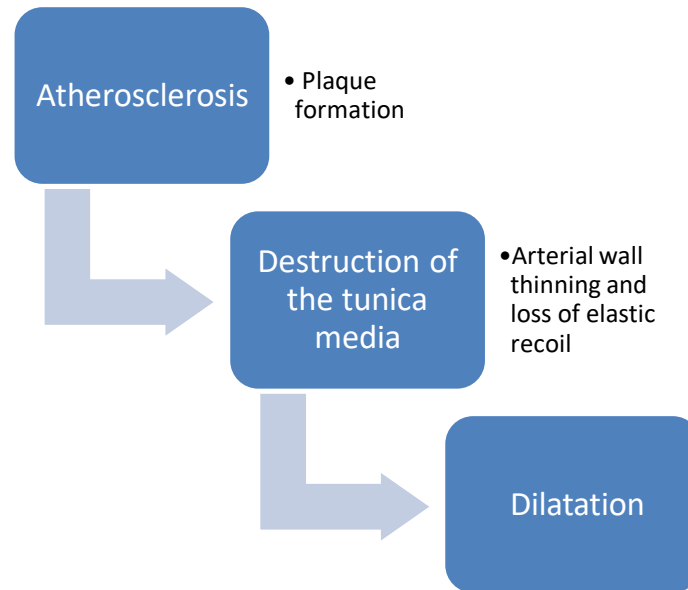 Atherosclerosis
• Plaque
formation
Destruction of
the tunica
media
•Arterial wall
thinning and
loss of elastic
recoil
Dilatation